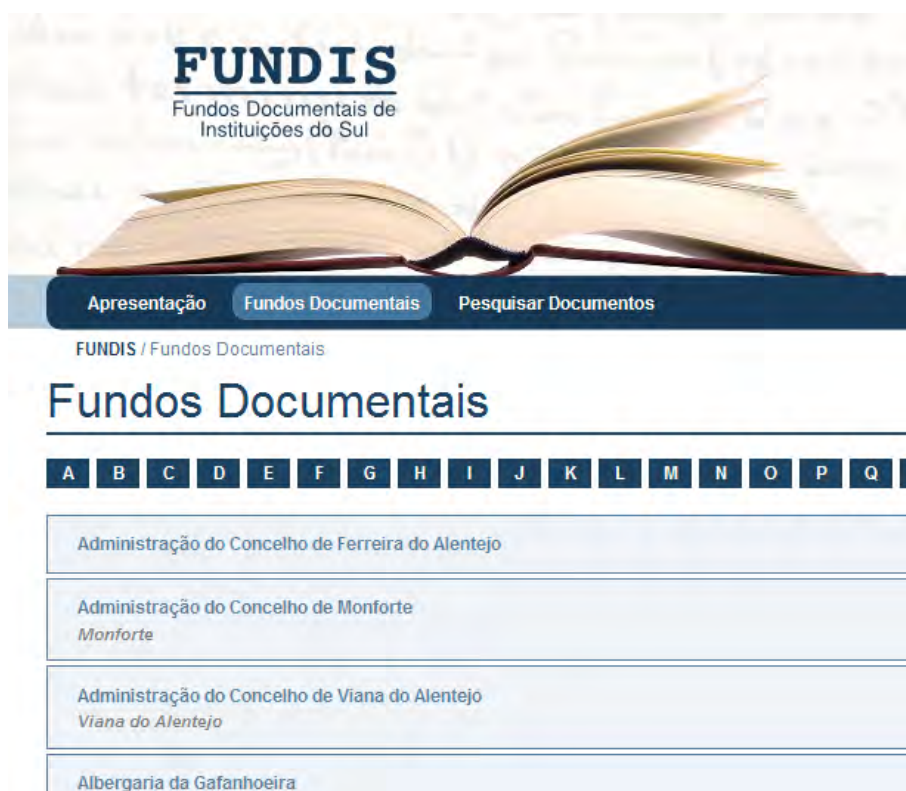 FUNDIS
Fundos Documentais de
Instituições do Sul
Apresentação Fundos Documentais Pesquisar Documentos
FUNDIS / Fundos Documentais
Fundos Documentais
A B C D E F G H I J K L M N O P Q
Administração do Concelho de Ferreira do Alentejo
Administração do Concelho de Monforte
Monforte
Administração do Concelho de Viana do Alentejo
Viana do Alentejo
Albergaria da Gafanhoeira